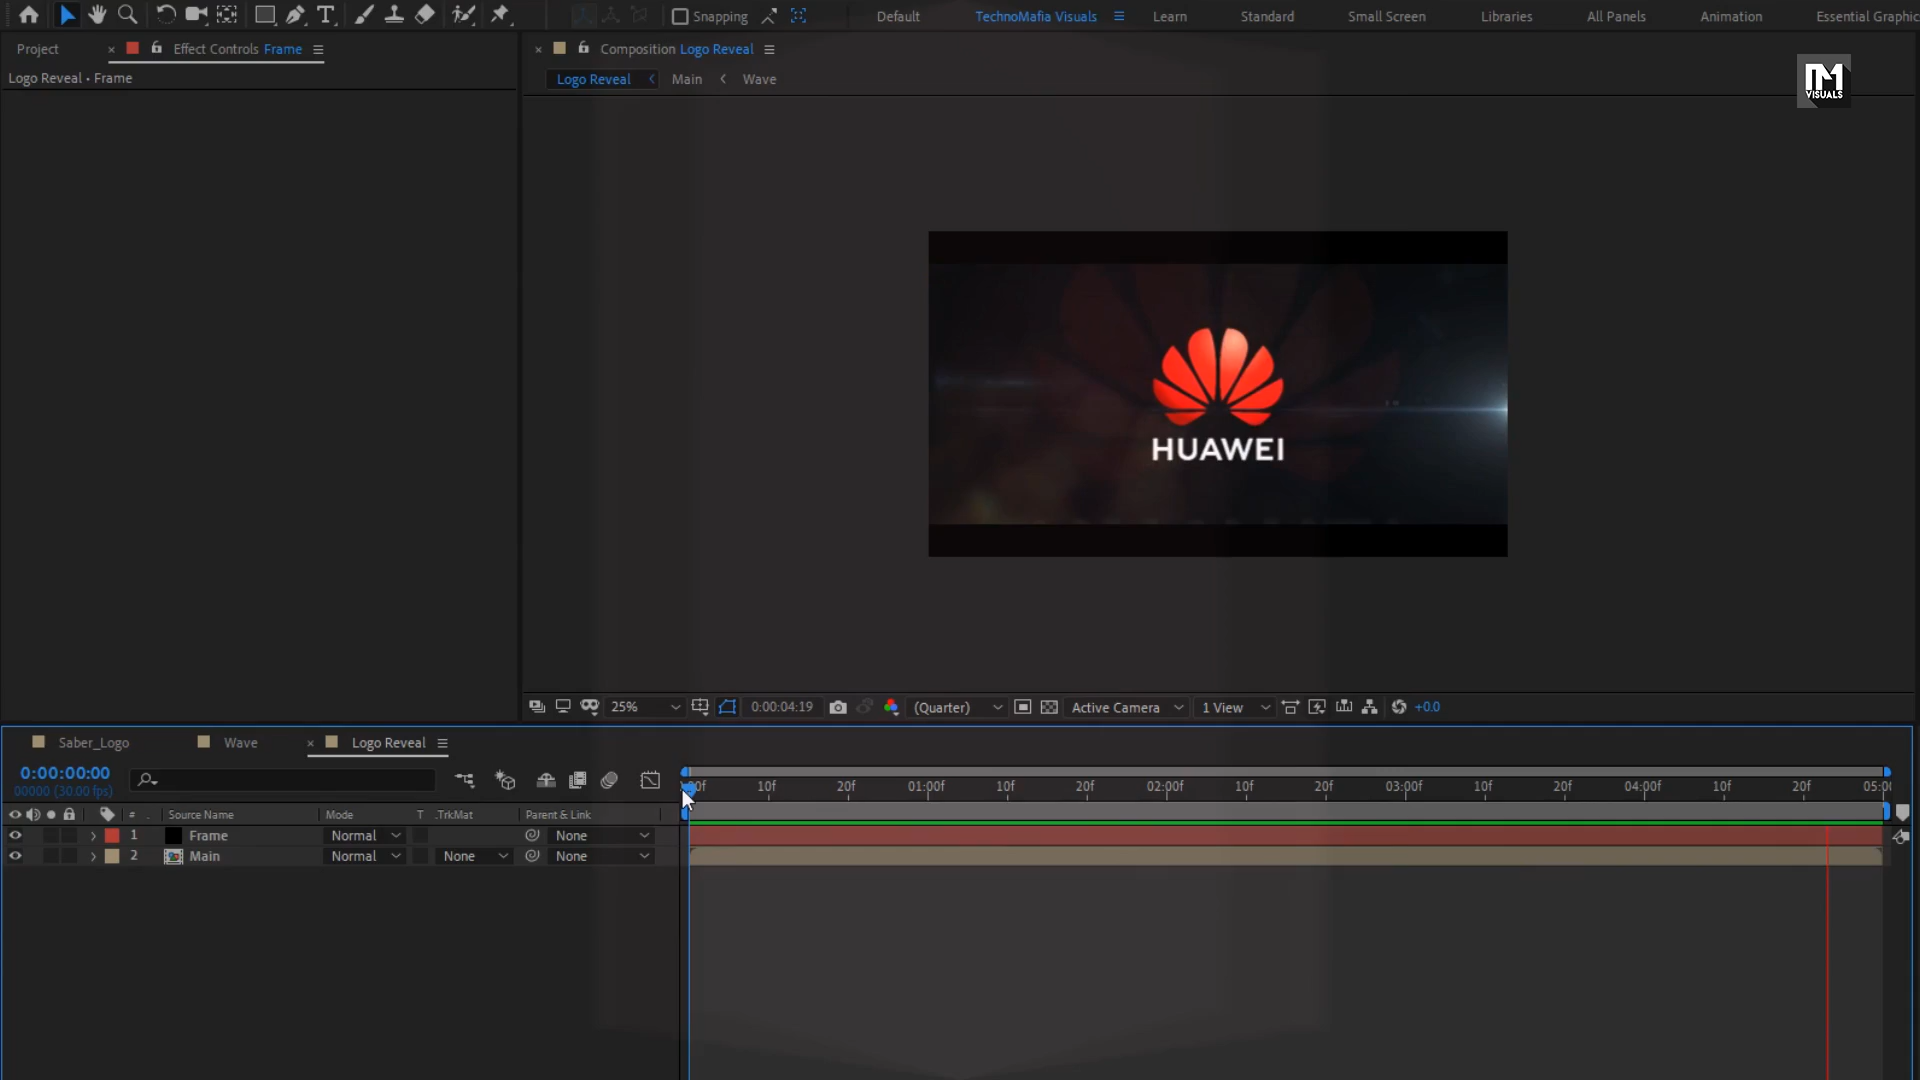 Snapping
Default
TechnoMafia Visuals
Learn
Standard
Small Screen
Libraries
All Panels
Animation
Essential Graphic
Project
Effect Controls Frame
Composition Logo Reveal
Logo Reveal • Frame
Logo Reveal
Main
Wave
VISUALS
HUAWEI
25%
0:00:04:19
(Quarter)
Active Camera
1 View
+0.0
Saber_Logo
Wave
Logo Reveal
0:00:00:00
00000 (30.00 fps)
00f 10f 20f 01:00f 10f 20f 02:00f 10f 20f 03:00f 10f 20f 04:00f 10f 20f 05:00
# Source Name Mode T .TrkMat Parent & Link
1 Frame Normal None
2 Main Normal None None